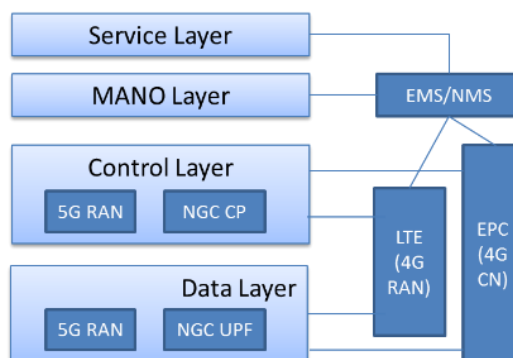 Service Layer
MANO Layer
EMS/NMS
Control Layer
5G RAN
NGC CP
LTE
(4G
RAN)
EPC
(4G
CN)
Data Layer
5G RAN
NGC UPF